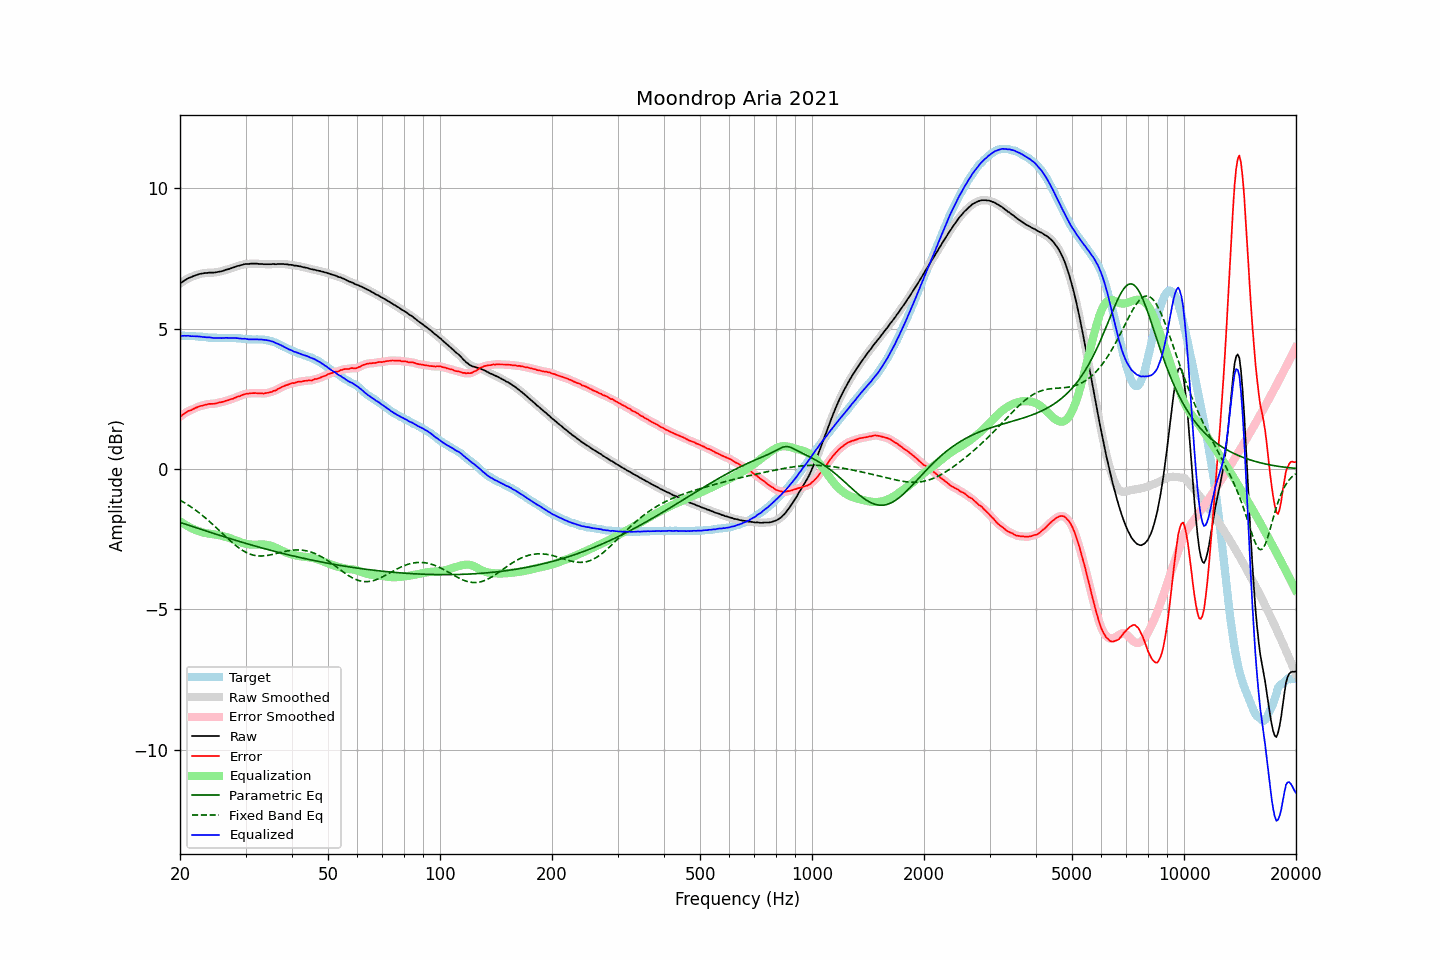 Moondrop Aria 2021
Amplitude (dBr)
10
5
0
−5
−10
Target
Raw Smoothed
Error Smoothed
Raw
Error
Equalization
Parametric Eq
Fixed Band Eq
Equalized
20
50
100
200
500
1000
2000
5000
10000
20000
Frequency (Hz)